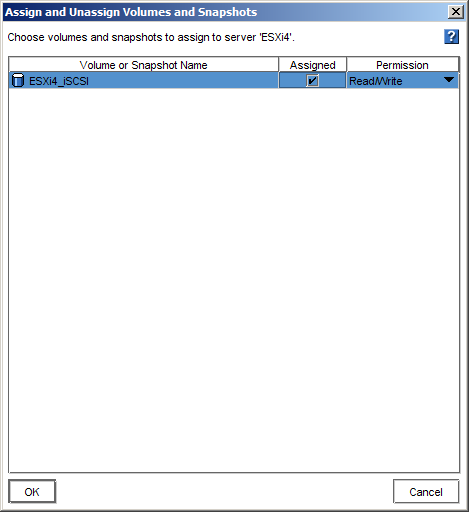 Assign and Unassign Volumes and Snapshots
Choose volumes and snapshots to assign to server 'ESXi4'.
?
Volume or Snapshot Name Assigned Permission
ESXi4_iSCSI Read/Write
OK Cancel